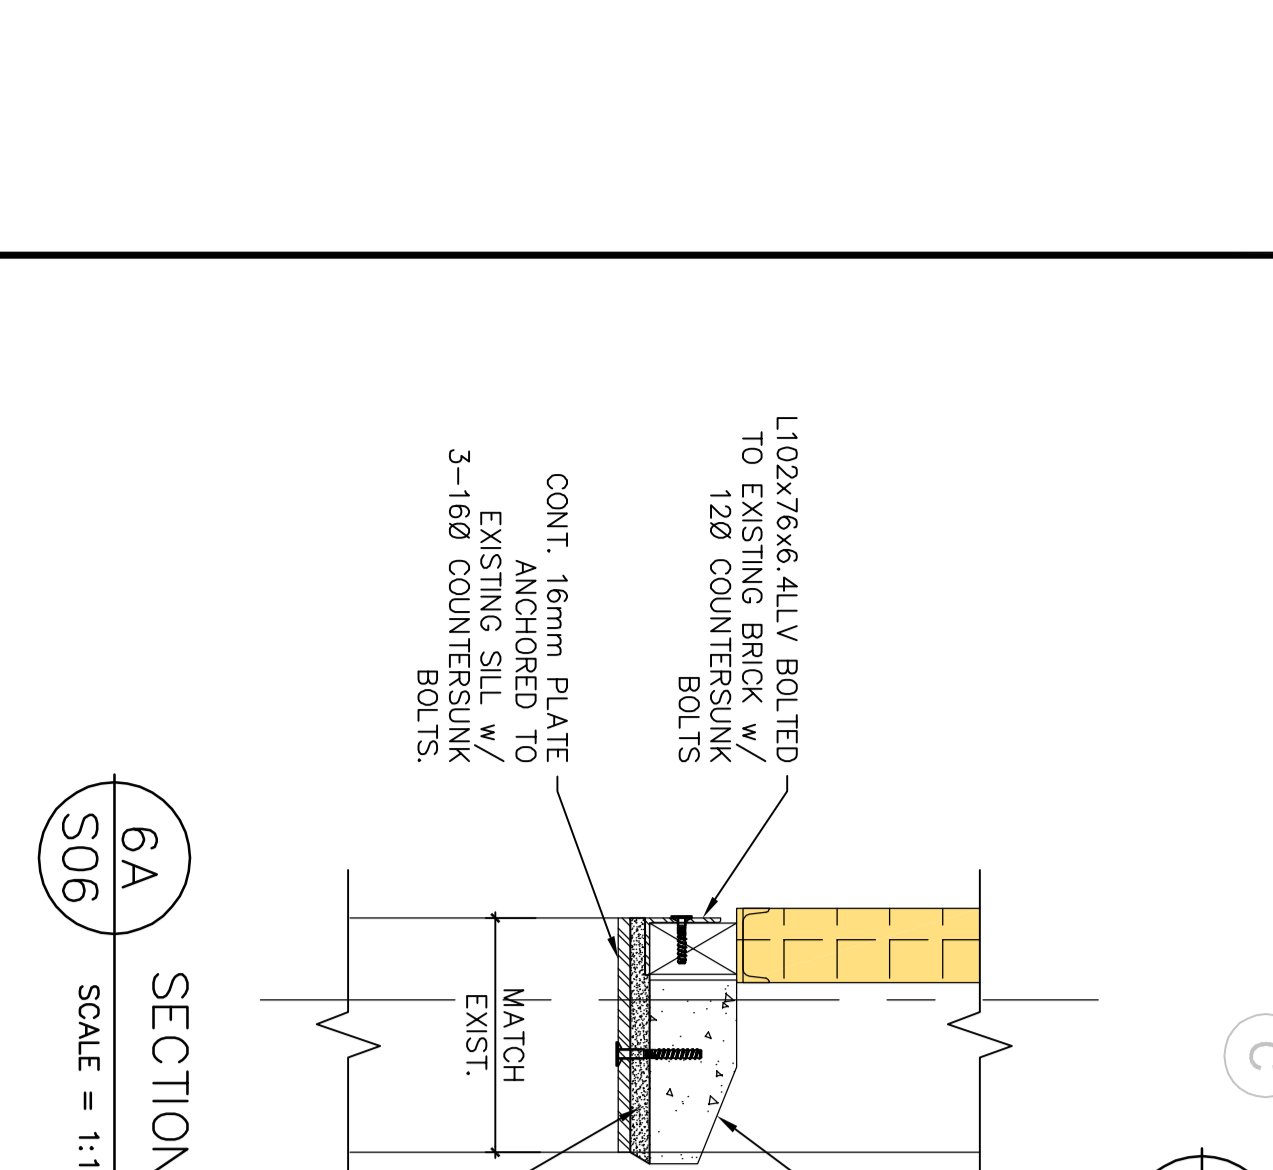 L102x76x6.4LLV BOLTED
TO EXISTING BRICK w/
12Ø COUNTERSUNK
BOLTS
CONT. 16mm PLATE
ANCHORED TO
EXISTING SILL w/
3-16Ø COUNTERSUNK
BOLTS.
MATCH
EXIST.
6A
S06
SECTION
SCALE = 1:1
C